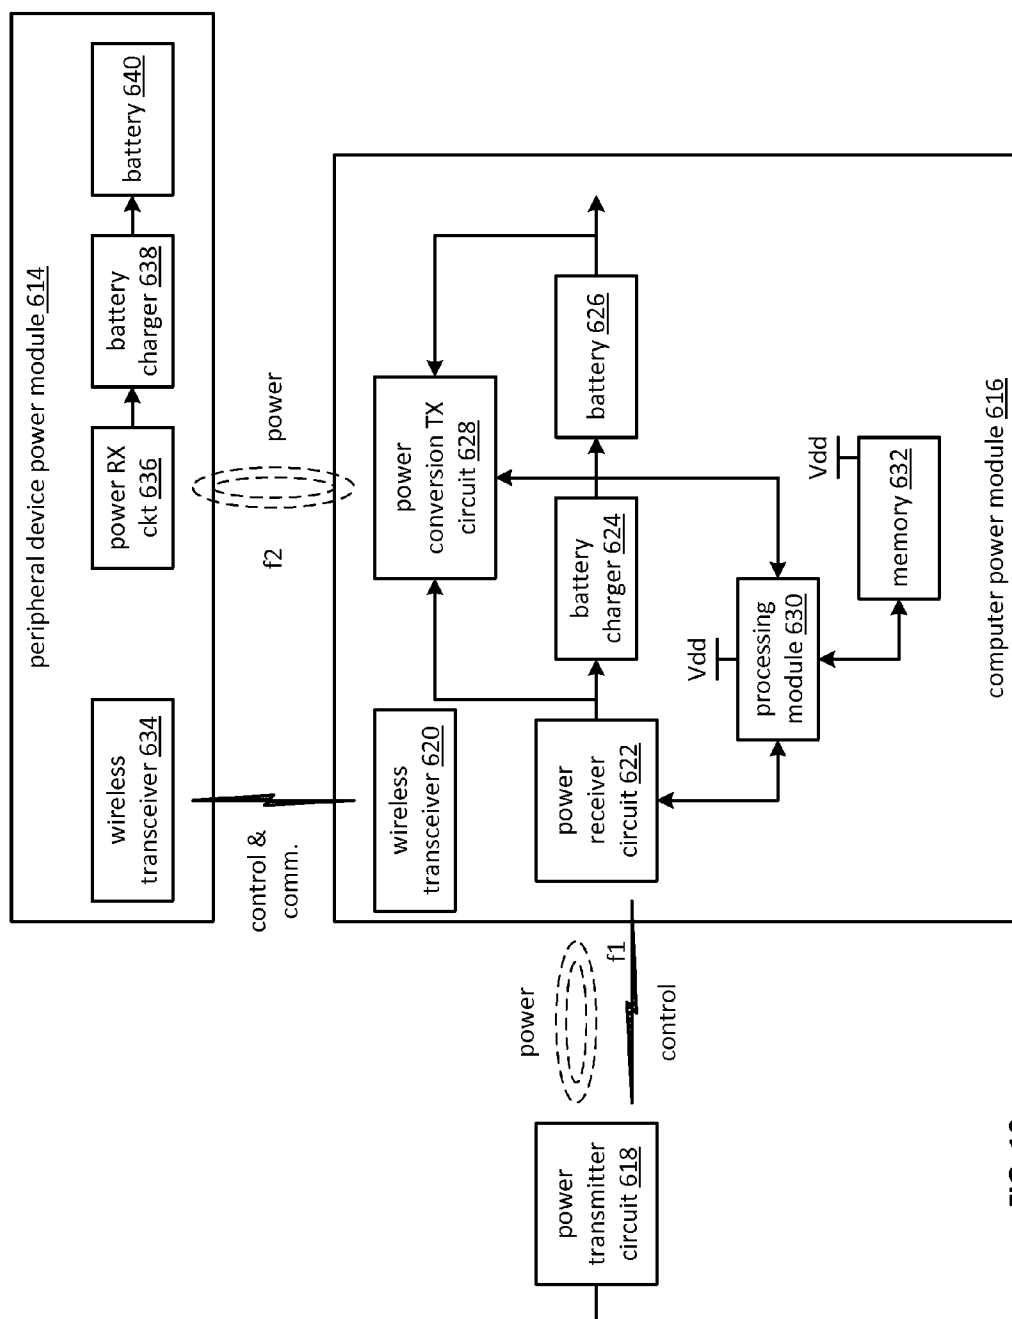 peripheral device power module 614
wireless
transceiver 634
power RX
ckt 636
battery
charger 638
battery 640
control &
comm.
f2
power
wireless
transceiver 620
power
conversion TX
circuit 628
power
receiver
circuit 622
battery
charger 624
battery 626
Vdd
processing
module 630
Vdd
memory 632
computer power module 616
power
f1
control
power
transmitter
circuit 618